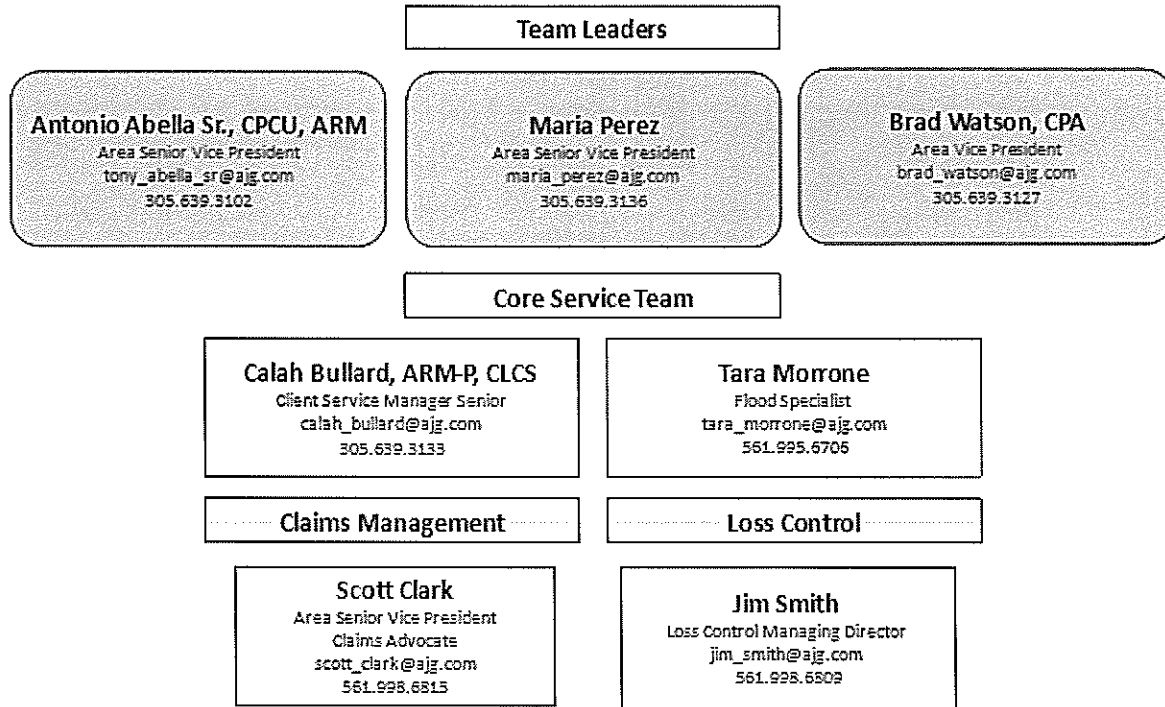 Team Leaders
Antonio Abella Sr., CPCU, ARM
Area Senior Vice President
tony_abella_sr@ajg.com
305.639.3102
Maria Perez
Area Senior Vice President
maria_perez@ajg.com
305.639.3136
Brad Watson, CPA
Area Vice President
brad_watson@ajg.com
305.639.3127
Core Service Team
Calah Bullard, ARM-P, CLCS
Client Service Manager Senior
calah_bullard@ajg.com
305.639.3133
Tara Morrone
Flood Specialist
tara_morrone@ajg.com
561.995.6706
Claims Management
Loss Control
Scott Clark
Area Senior Vice President
Claims Advocate
scott_clark@ajg.com
561.998.6815
Jim Smith
Loss Control Managing Director
jim_smith@ajg.com
561.998.6809